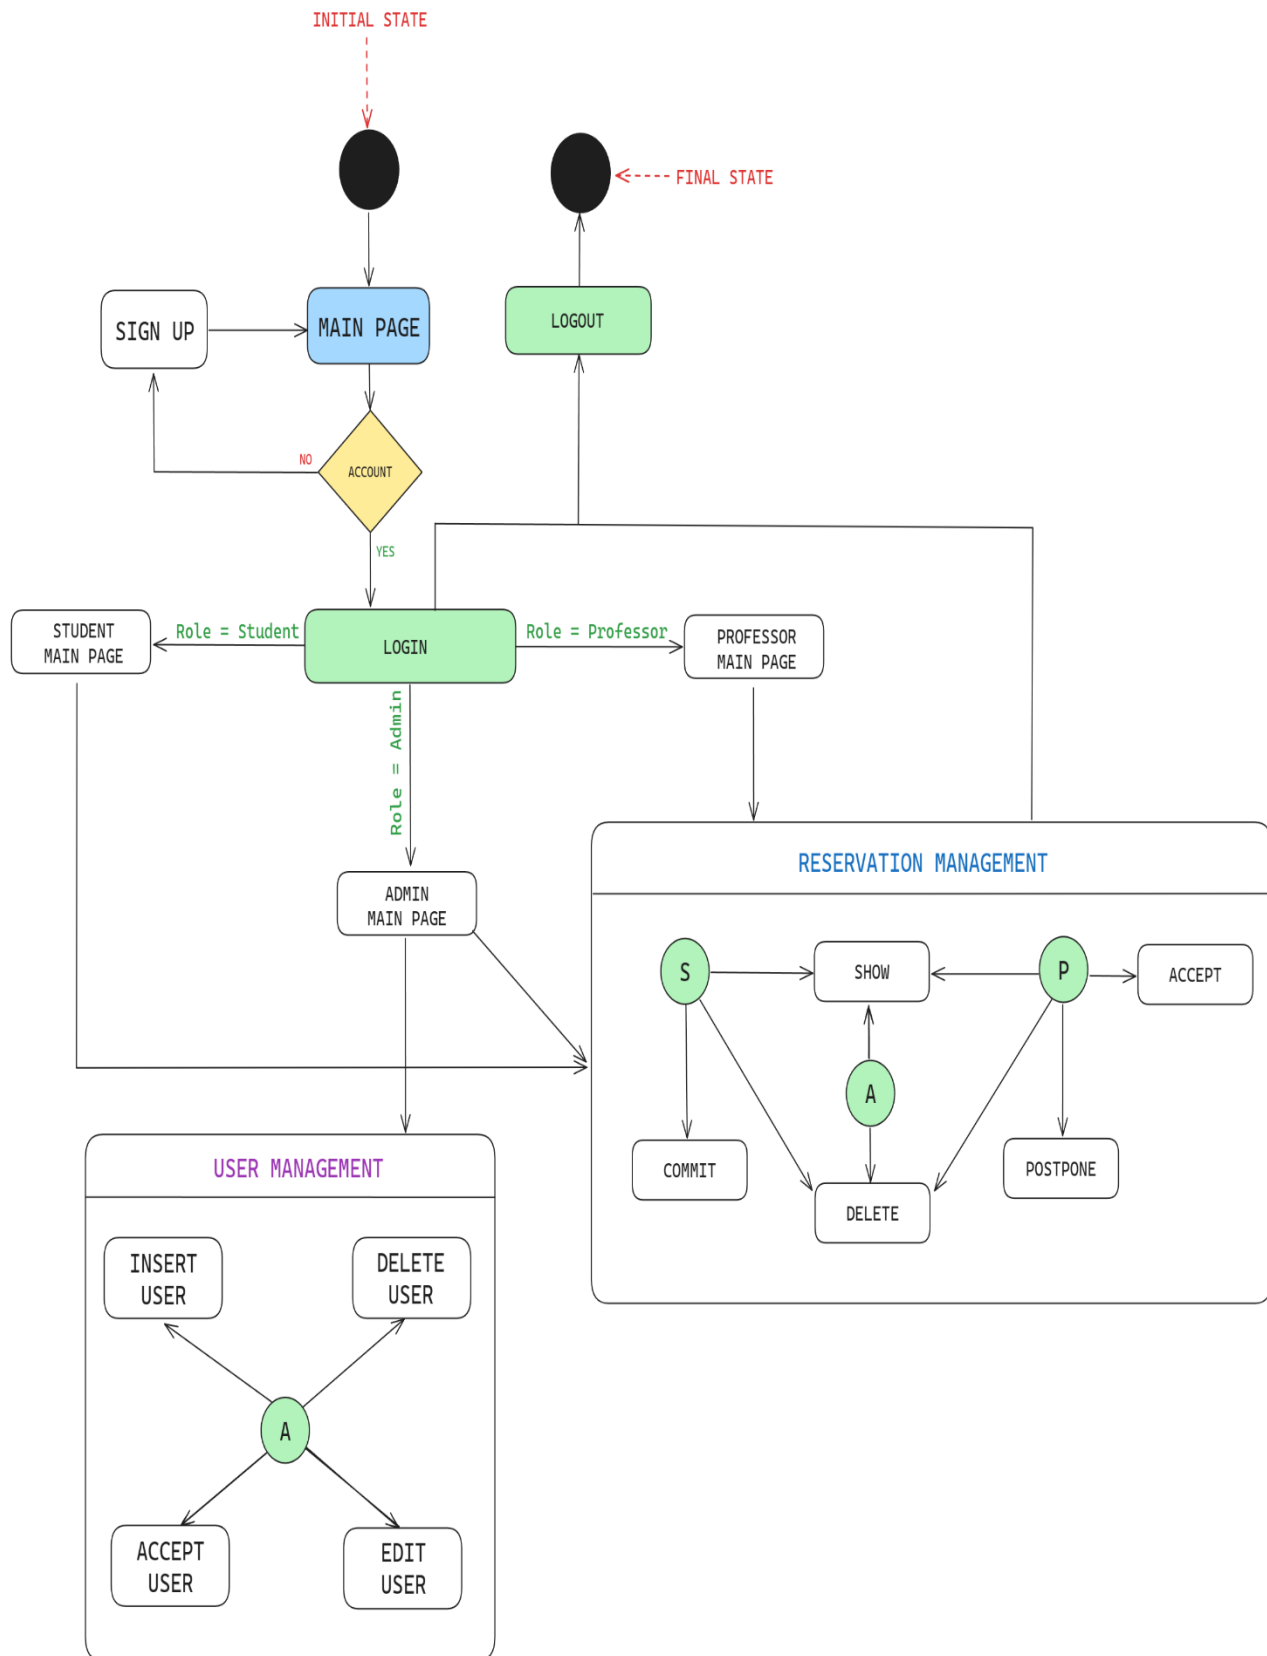 INITIAL STATE
FINAL STATE
SIGN UP
MAIN PAGE
LOGOUT
NO
ACCOUNT
YES
STUDENT
MAIN PAGE
Role = Student
LOGIN
Role = Professor
PROFESSOR
MAIN PAGE
Role = Admin
ADMIN
MAIN PAGE
RESERVATION MANAGEMENT
S
SHOW
P
ACCEPT
A
COMMIT
POSTPONE
DELETE
USER MANAGEMENT
INSERT
USER
DELETE
USER
A
ACCEPT
USER
EDIT
USER